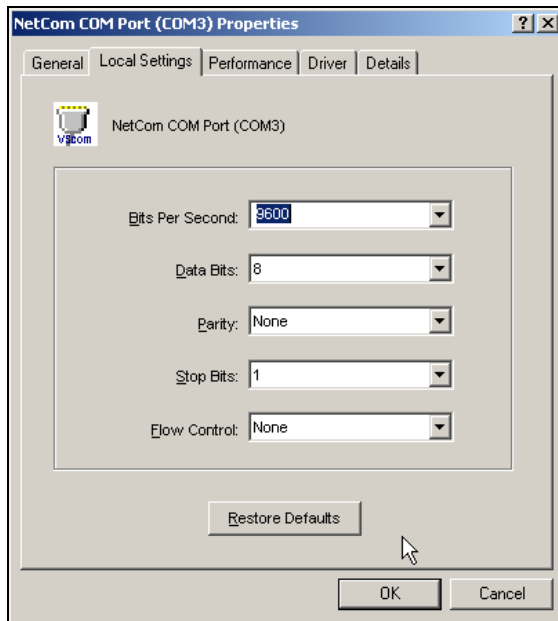 NetCom COM Port (COM3) Properties
General Local Settings Performance Driver Details
VScom NetCom COM Port (COM3)
Bits Per Second: 9600
Data Bits: 8
Parity: None
Stop Bits: 1
Flow Control: None
Restore Defaults
OK Cancel